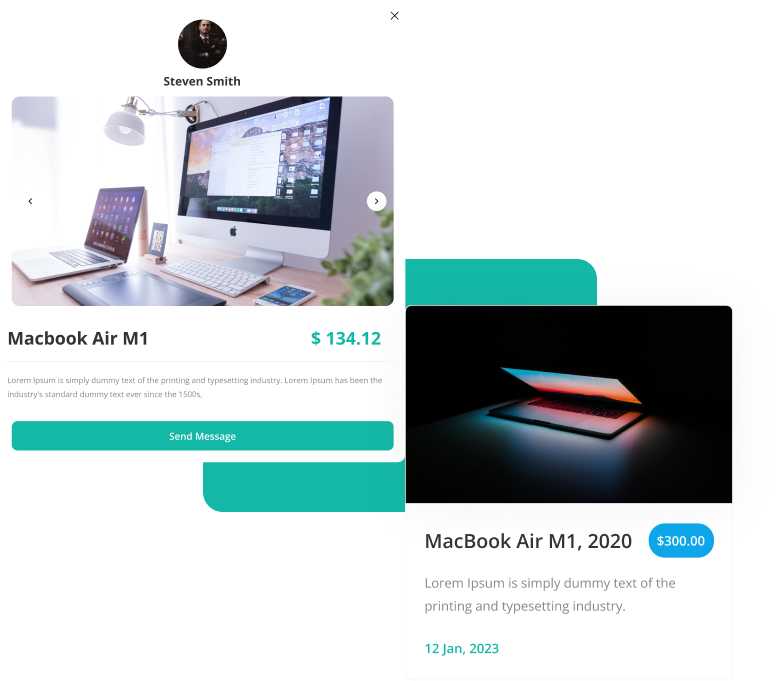 Steven Smith
Macbook Air M1
$ 134.12
Lorem Ipsum is simply dummy text of the printing and typesetting industry. Lorem Ipsum has been the
industry's standard dummy text ever since the 1500s,
Send Message
MacBook Air M1, 2020
$300.00
Lorem Ipsum is simply dummy text of the
printing and typesetting industry.
12 Jan, 2023